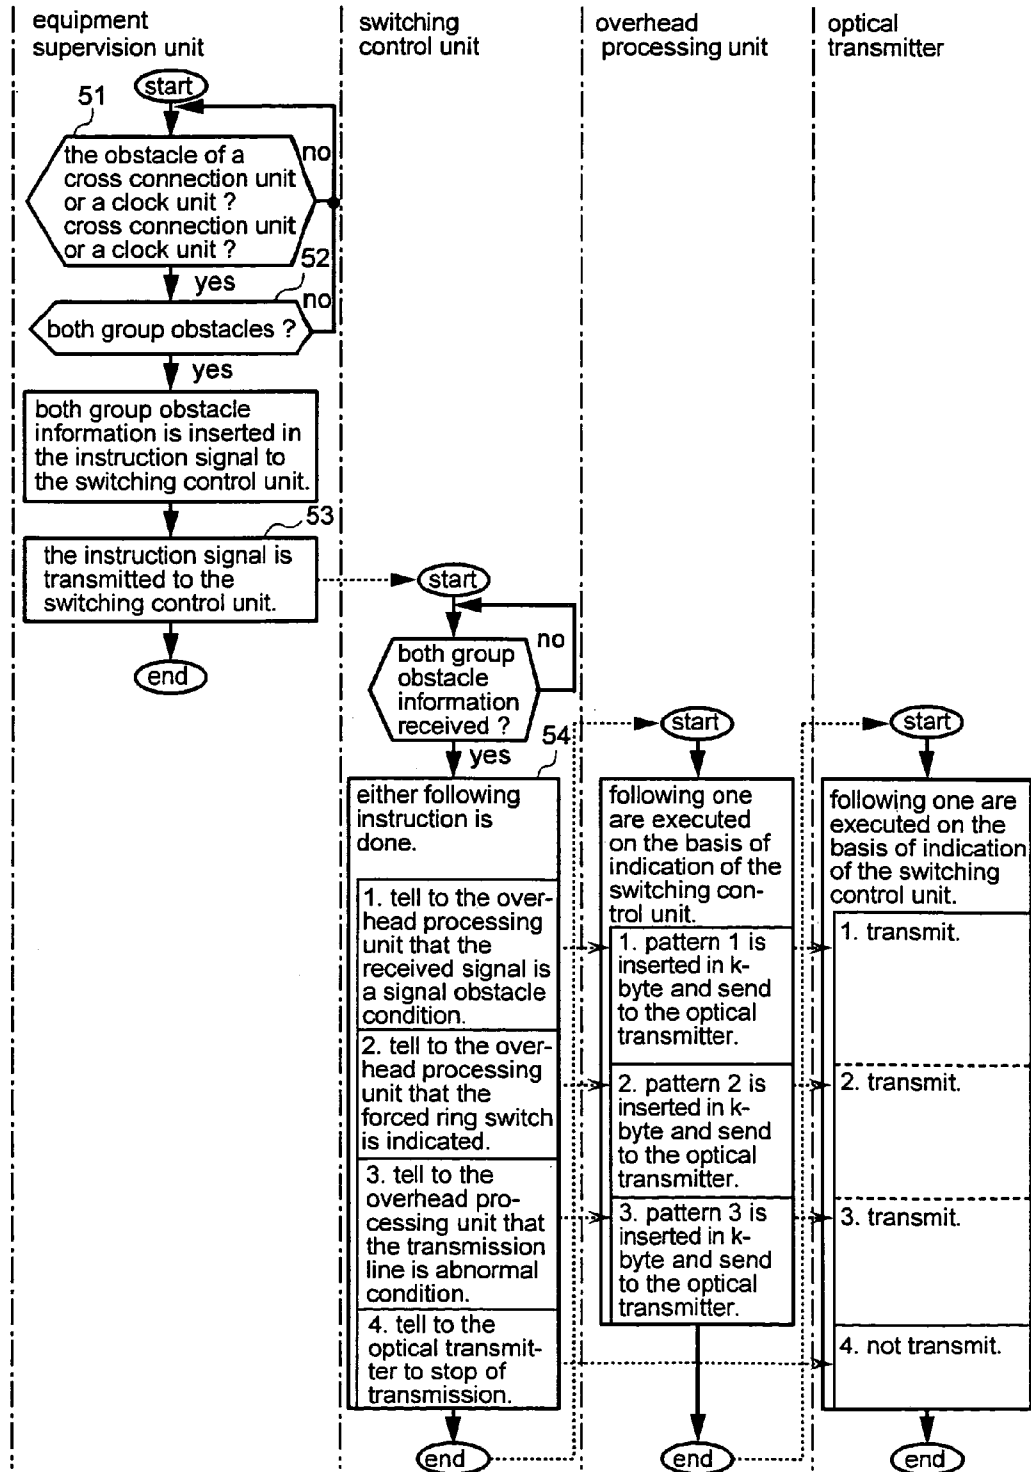 equipment
supervision unit
switching
control unit
overhead
processing unit
optical
transmitter
start
51
the obstacle of a
cross connection unit
or a clock unit ?
cross connection unit
or a clock unit ?
no
yes
52
both group obstacles ?
no
yes
both group obstacle
information is inserted in
the instruction signal to
the switching control unit.
53
the instruction signal is
transmitted to the
switching control unit.
end
start
both group
obstacle
information
received ?
no
yes
54
either following
instruction is
done.
1. tell to the over-
head processing
unit that the
received signal is
a signal obstacle
condition.
2. tell to the over-
head processing
unit that the
forced ring switch
is indicated.
3. tell to the
overhead pro-
cessing unit that
the transmission
line is abnormal
condition.
4. tell to the
optical transmit-
ter to stop of
transmission.
end
start
following one
are executed
on the basis of
indication of the
switching con-
trol unit.
1. pattern 1 is
inserted in k-
byte and send
to the optical
transmitter.
2. pattern 2 is
inserted in k-
byte and send
to the optical
transmitter.
3. pattern 3 is
inserted in k-
byte and send
to the optical
transmitter.
end
start
following one are
executed on the
basis of indication
of the switching
control unit.
1. transmit.
2. transmit.
3. transmit.
4. not transmit.
end